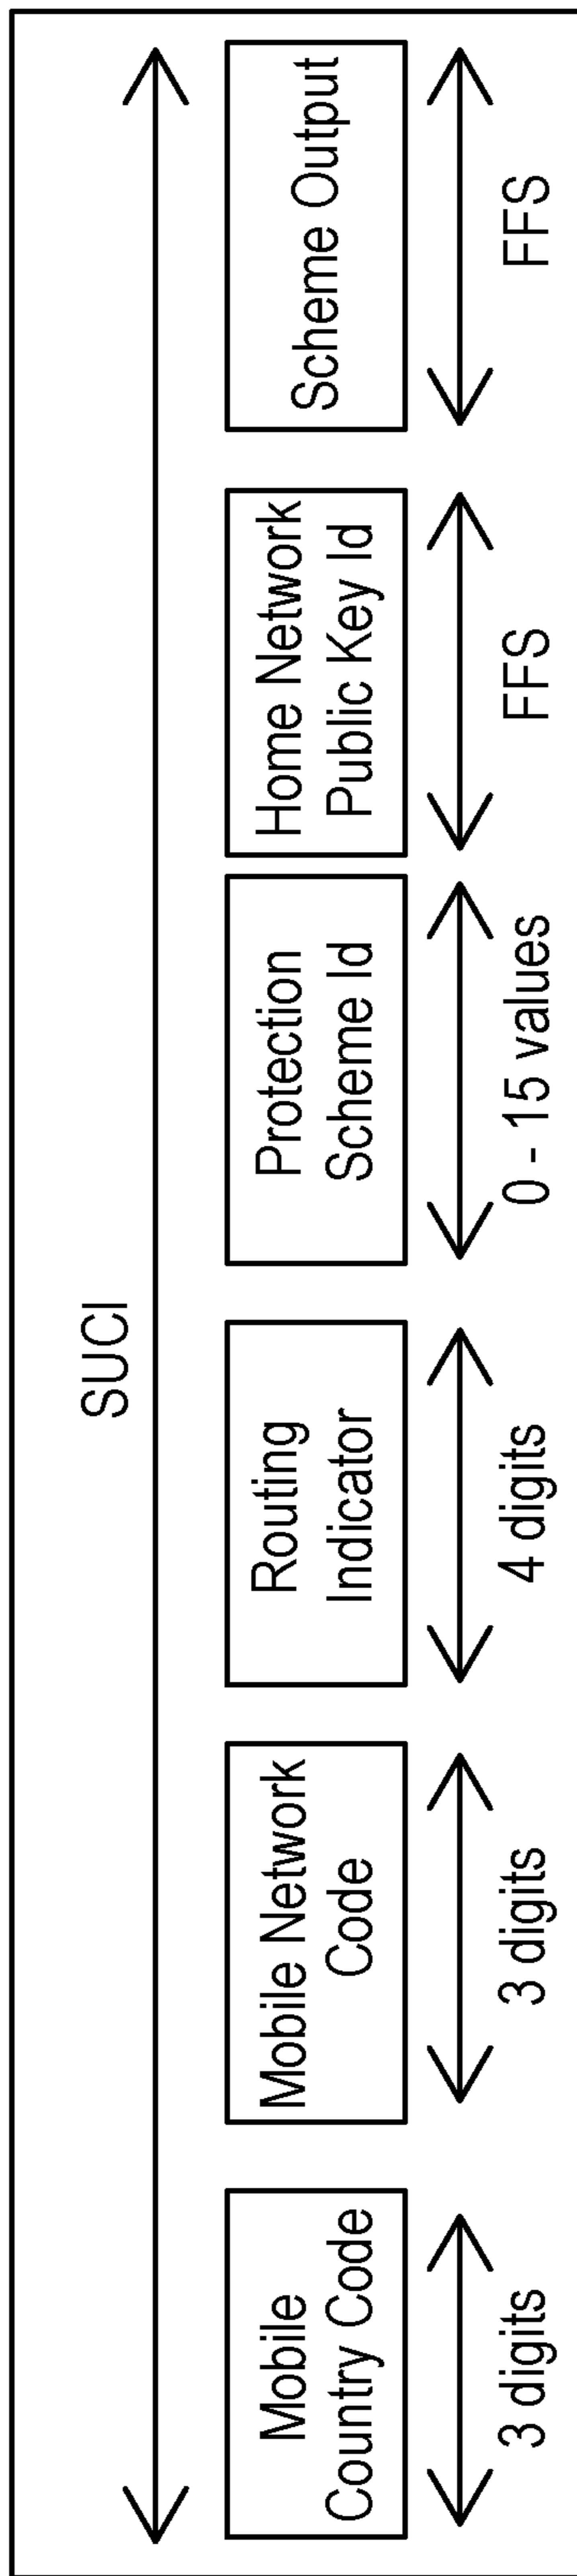 SUCI
Mobile
Country Code
Mobile Network
Code
Routing
Indicator
Protection
Scheme Id
Home Network
Public Key Id
Scheme Output
3 digits
3 digits
4 digits
0 - 15 values
FFS
FFS